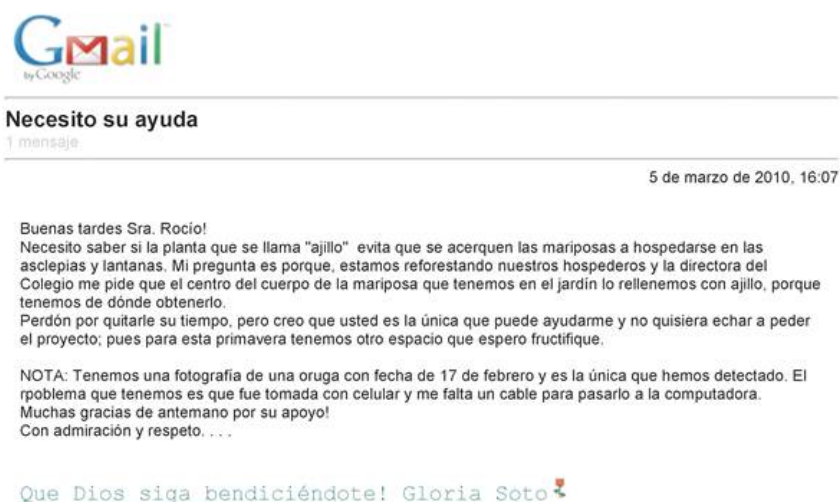 Gmail
by Google
Necesito su ayuda
1 mensaje
5 de marzo de 2010, 16:07
Buenas tardes Sra. Rocío!
Necesito saber si la planta que se llama "ajillo"  evita que se acerquen las mariposas a hospedarse en las
asclepias y lantanas. Mi pregunta es porque, estamos reforestando nuestros hospederos y la directora del
Colegio me pide que el centro del cuerpo de la mariposa que tenemos en el jardín lo rellenemos con ajillo, porque
tenemos de dónde obtenerlo.
Perdón por quitarle su tiempo, pero creo que usted es la única que puede ayudarme y no quisiera echar a peder
el proyecto; pues para esta primavera tenemos otro espacio que espero fructifique.
NOTA: Tenemos una fotografía de una oruga con fecha de 17 de febrero y es la única que hemos detectado. El
rpoblema que tenemos es que fue tomada con celular y me falta un cable para pasarlo a la computadora.
Muchas gracias de antemano por su apoyo!
Con admiración y respeto. . . .
Que Dios siga bendiciéndote! Gloria Soto